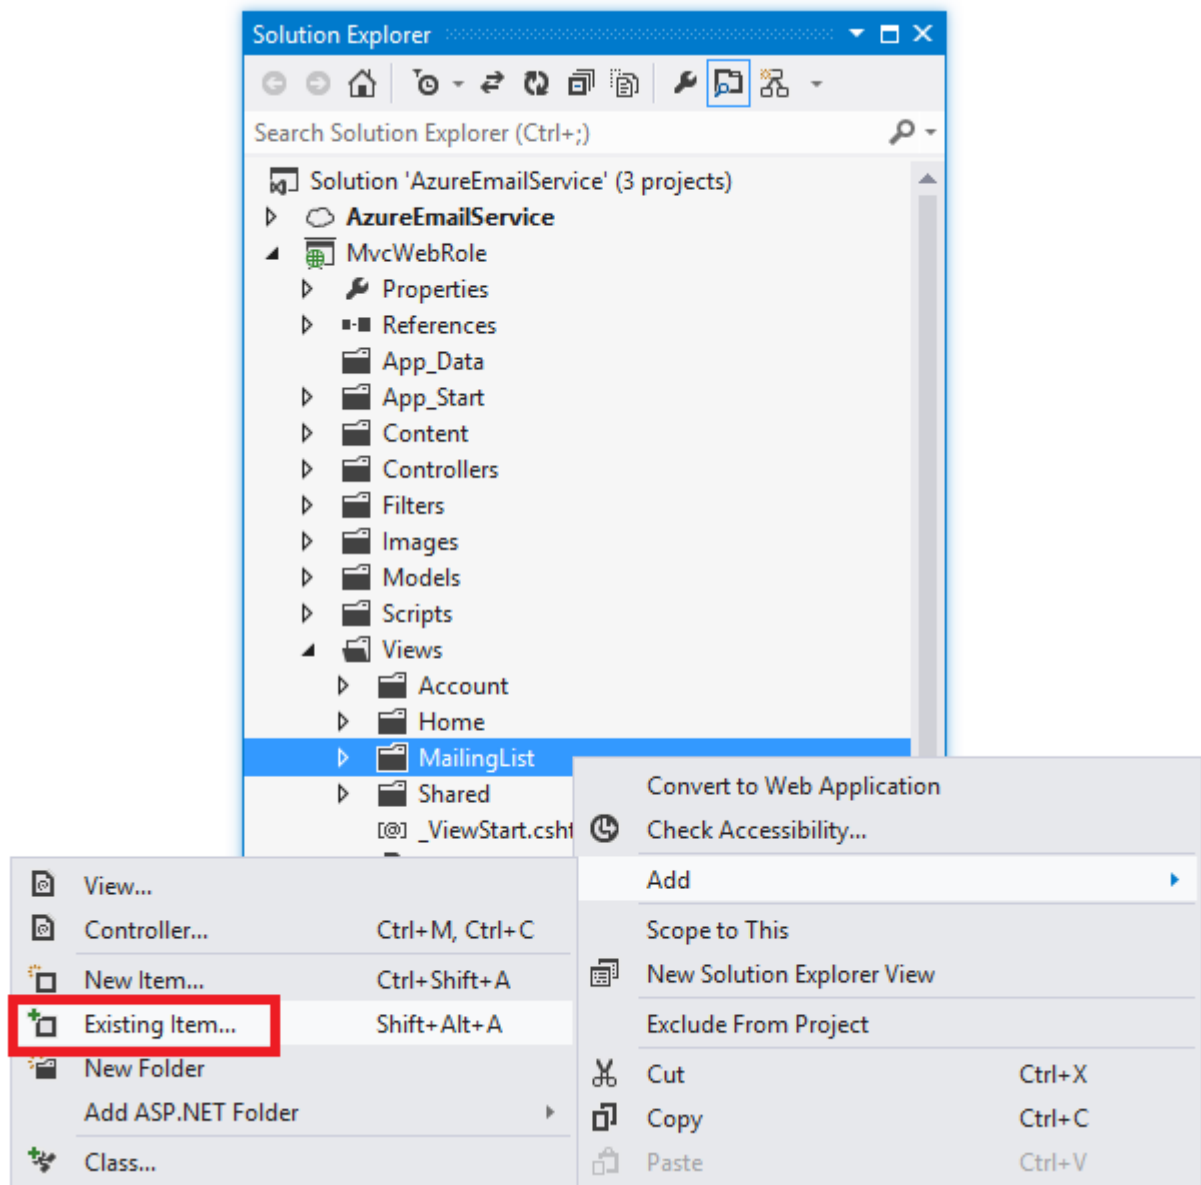 Solution Explorer
Search Solution Explorer (Ctrl+;)
Solution 'AzureEmailService' (3 projects)
AzureEmailService
MvcWebRole
Properties
References
App_Data
App_Start
Content
Controllers
Filters
Images
Models
Scripts
Views
Account
Home
MailingList
Shared
[@] _ViewStart.csht
Convert to Web Application
Check Accessibility...
Add
Scope to This
New Solution Explorer View
Exclude From Project
Cut Ctrl+X
Copy Ctrl+C
Paste Ctrl+V
View...
Controller... Ctrl+M, Ctrl+C
New Item... Ctrl+Shift+A
Existing Item... Shift+Alt+A
New Folder
Add ASP.NET Folder
Class...